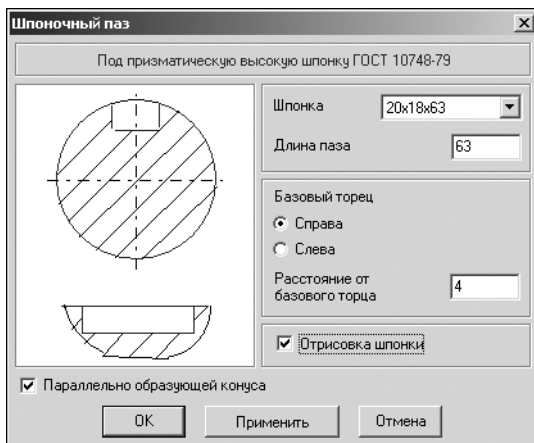 Шпоночный паз
Под призматическую высокую шпонку ГОСТ 10748-79
Шпонка 20x18x63
Длина паза 63
Базовый торец
Справа
Слева
Расстояние от
базового торца 4
Отрисовка шпонки
Параллельно образующей конуса
OK Применить Отмена